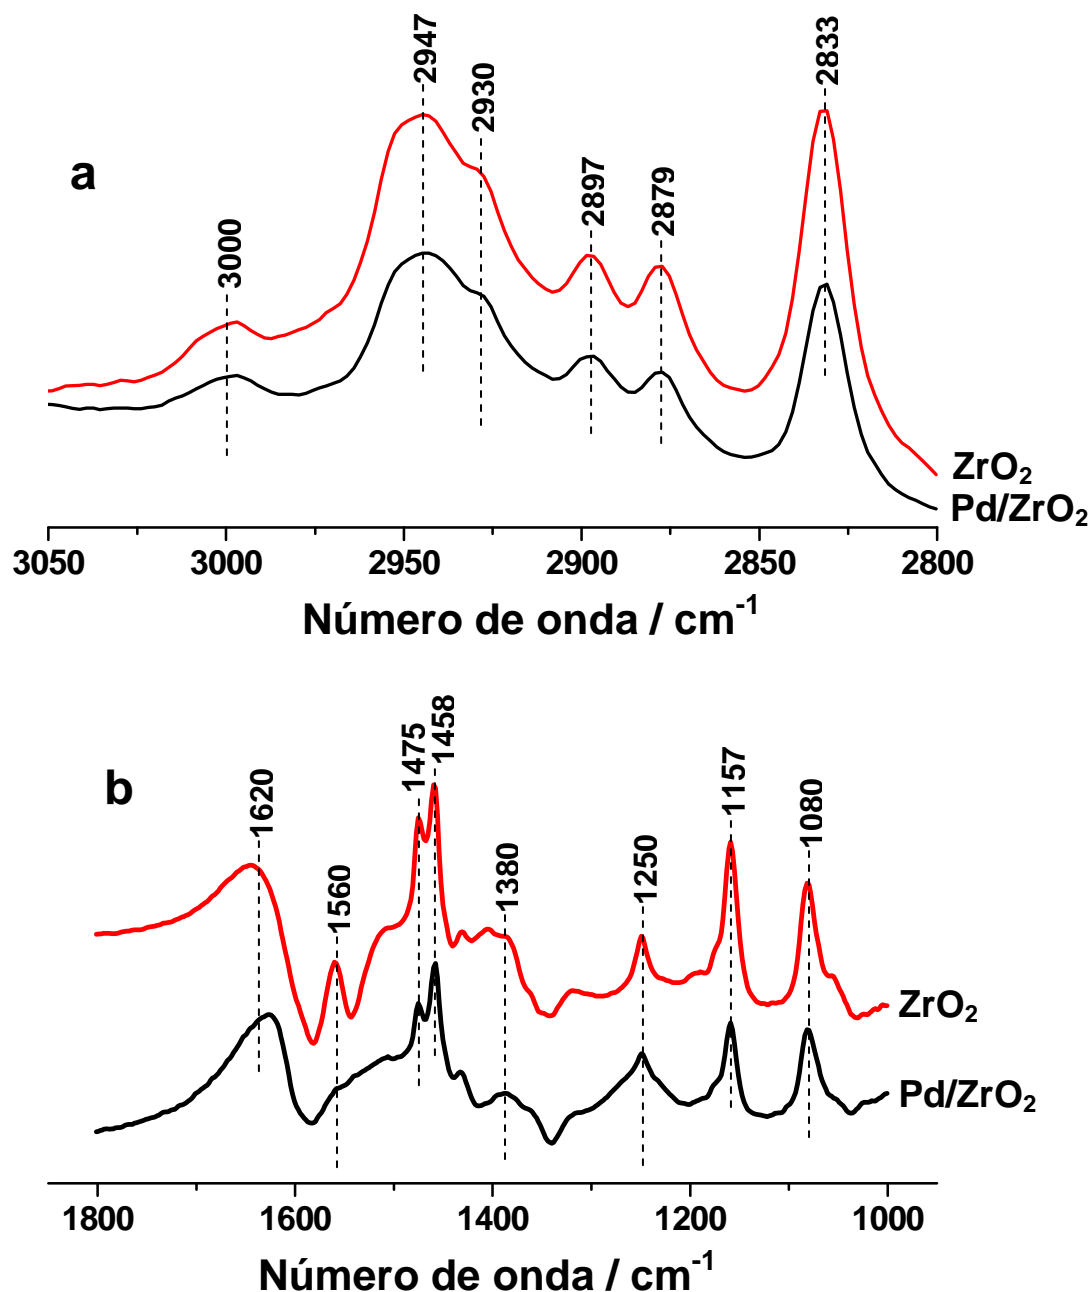 a
3000
2947
2930
2897
2879
2833
ZrO2
Pd/ZrO2
3050 3000 2950 2900 2850 2800
Número de onda / cm-1
b
1620
1560
1475
1458
1380
1250
1157
1080
ZrO2
Pd/ZrO2
1800 1600 1400 1200 1000
Número de onda / cm-1